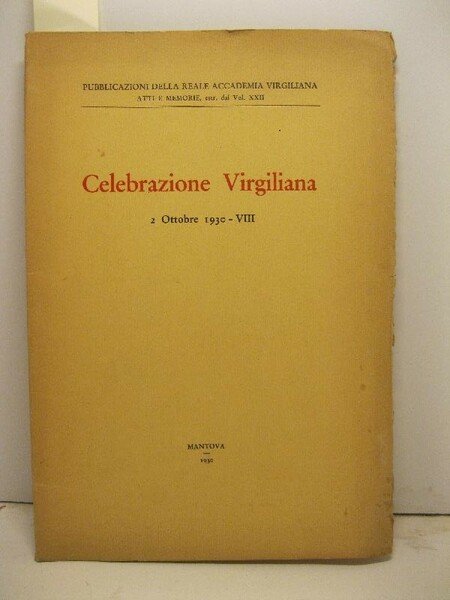 PUBBLICAZIONI DELLA REALE ACCADEMIA VIRGILIANA
ATTI E MEMORIE, estr. dal Vol. XXII
Celebrazione Virgiliana
2 Ottobre 1930 - VIII
MANTOVA
1930